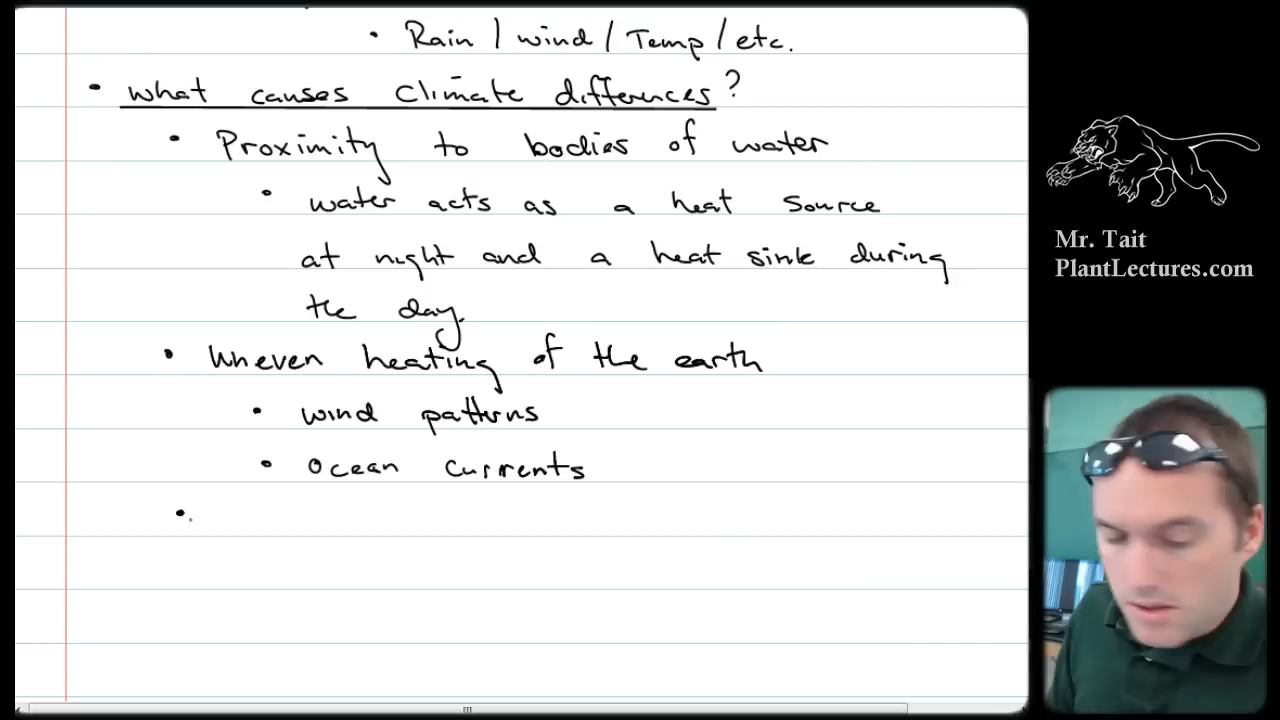 • Rain / wind / Temp / etc.
• what causes Climate differences?
• Proximity to bodies of water
• water acts as a heat source
at night and a heat sink during
the day.
• Uneven heating of the earth
• wind patterns
• Ocean currents
•
Mr. Tait
PlantLectures.com